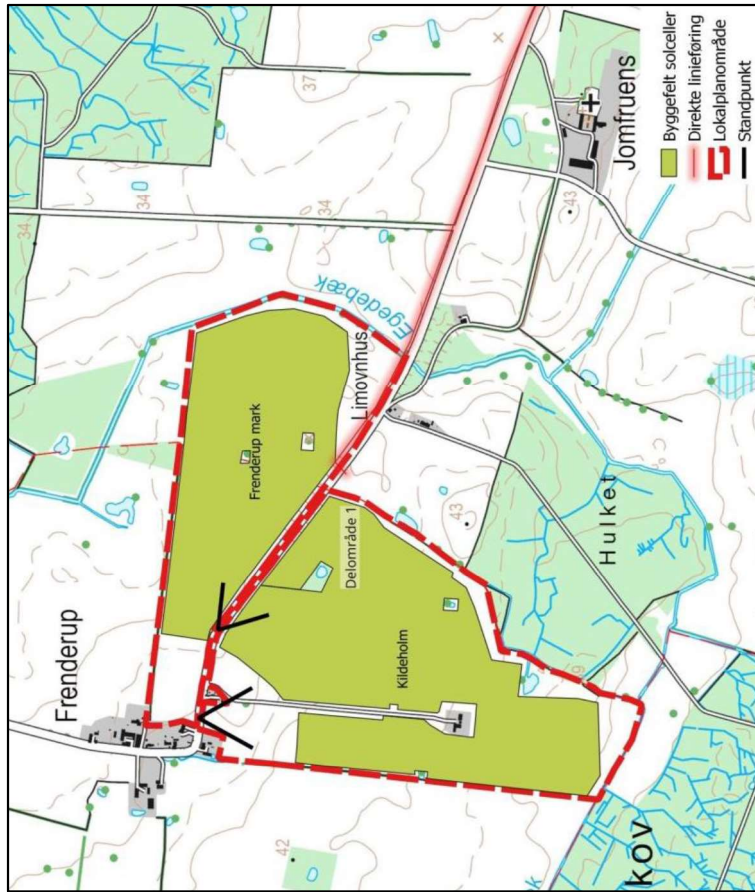 Frenderup
34
34
34
37
Egedebæk
Frenderup mark
Limovnhus
Delområde 1
Kildeholm
43
43
42
Hulket
Jomfruens
kov
Byggefelt solceller
Direkte linieføring
Lokalplanområde
Standpunkt